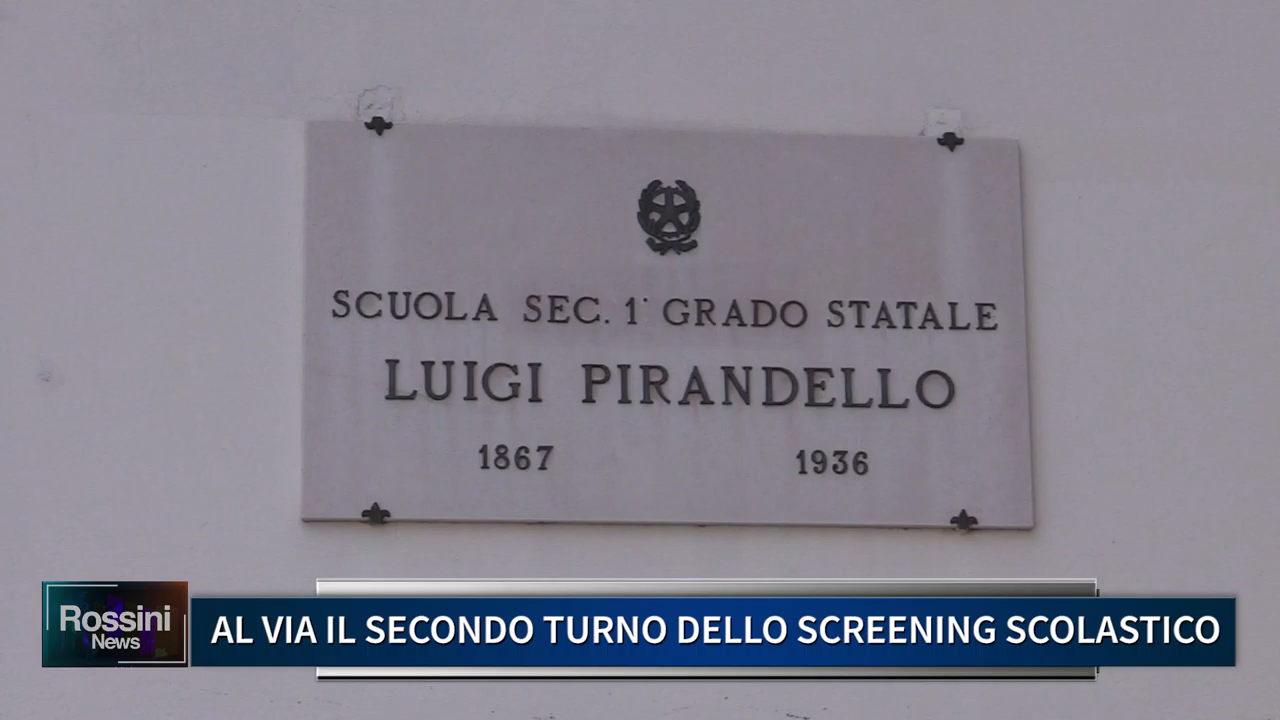 SCUOLA SEC. 1° GRADO STATALE
LUIGI PIRANDELLO
1867 1936
Rossini
News
AL VIA IL SECONDO TURNO DELLO SCREENING SCOLASTICO